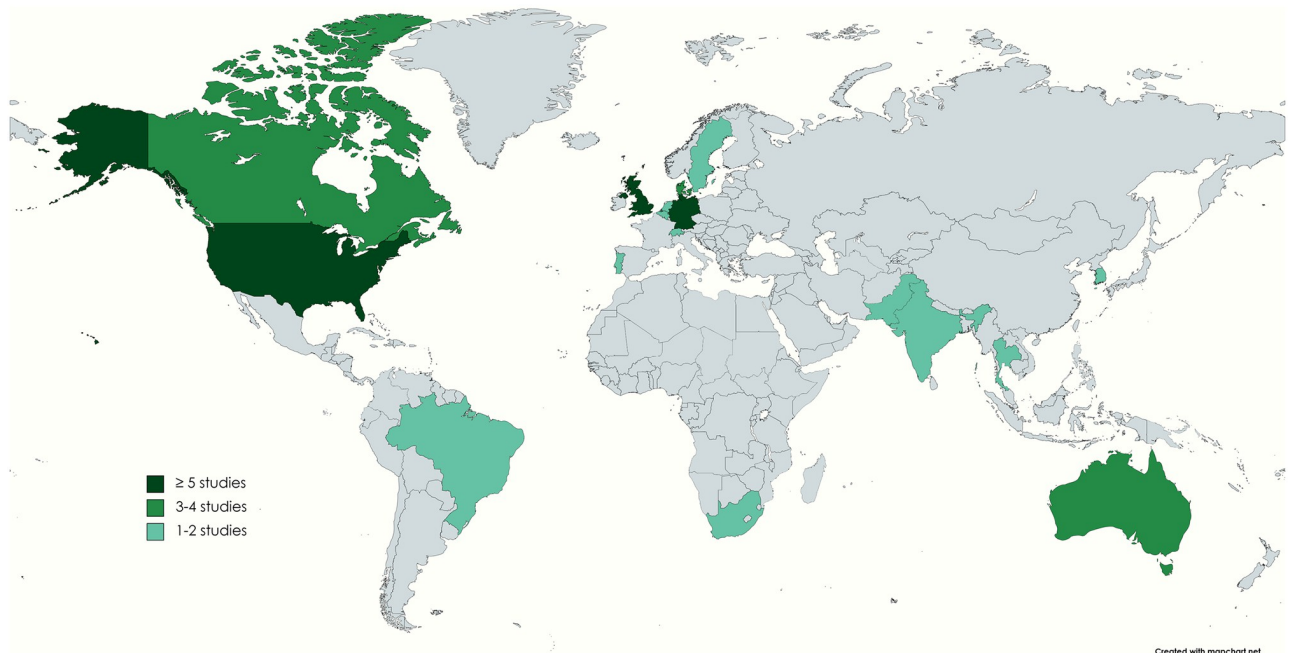 ≥ 5 studies
3-4 studies
1-2 studies
Created with mapchart.net